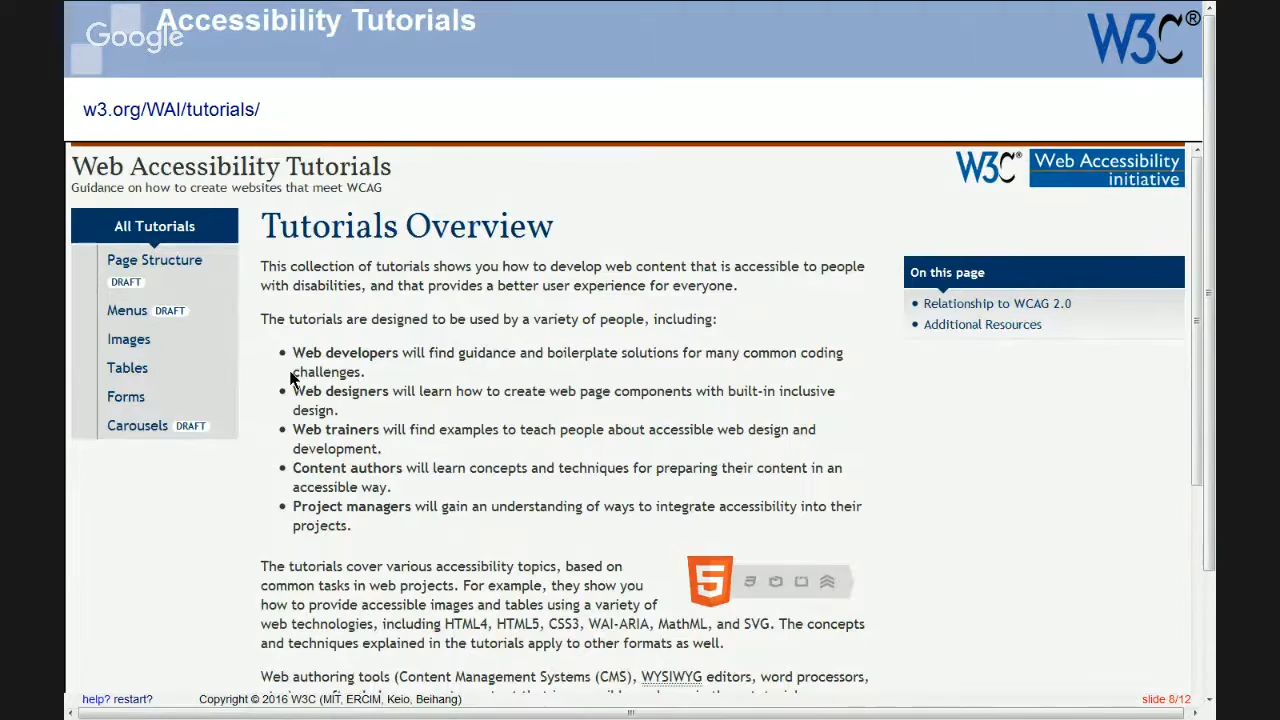 Accessibility Tutorials
Google
W3C®
w3.org/WAI/tutorials/
Web Accessibility Tutorials
Guidance on how to create websites that meet WCAG
W3C®
Web Accessibility
initiative
All Tutorials
Page Structure
DRAFT
Menus DRAFT
Images
Tables
Forms
Carousels DRAFT
Tutorials Overview
This collection of tutorials shows you how to develop web content that is accessible to people
with disabilities, and that provides a better user experience for everyone.
The tutorials are designed to be used by a variety of people, including:
• Web developers will find guidance and boilerplate solutions for many common coding
challenges.
• Web designers will learn how to create web page components with built-in inclusive
design.
• Web trainers will find examples to teach people about accessible web design and
development.
• Content authors will learn concepts and techniques for preparing their content in an
accessible way.
• Project managers will gain an understanding of ways to integrate accessibility into their
projects.
The tutorials cover various accessibility topics, based on
common tasks in web projects. For example, they show you
how to provide accessible images and tables using a variety of
web technologies, including HTML4, HTML5, CSS3, WAI-ARIA, MathML, and SVG. The concepts
and techniques explained in the tutorials apply to other formats as well.
Web authoring tools (Content Management Systems (CMS), WYSIWYG editors, word processors,
On this page
• Relationship to WCAG 2.0
• Additional Resources
help? restart?
Copyright © 2016 W3C (MIT, ERCIM, Keio, Beihang)
slide 8/12